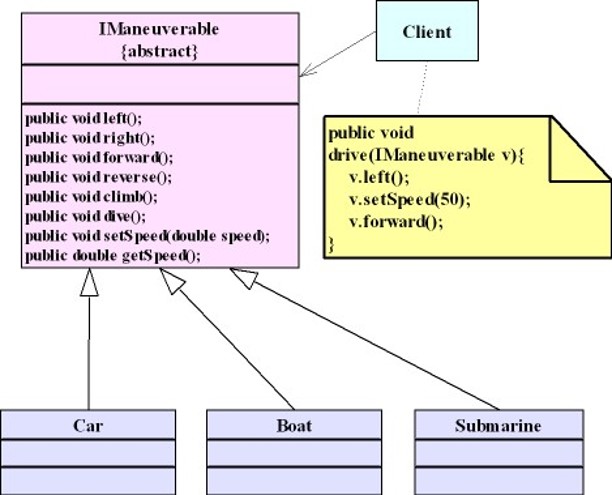 IManeuverable
{abstract}
Client
public void left();
public void right();
public void forward();
public void reverse();
public void climb();
public void dive();
public void setSpeed(double speed);
public double getSpeed();
public void
drive(IManeuverable v){
v.left();
v.setSpeed(50);
v.forward();
}
Car
Boat
Submarine